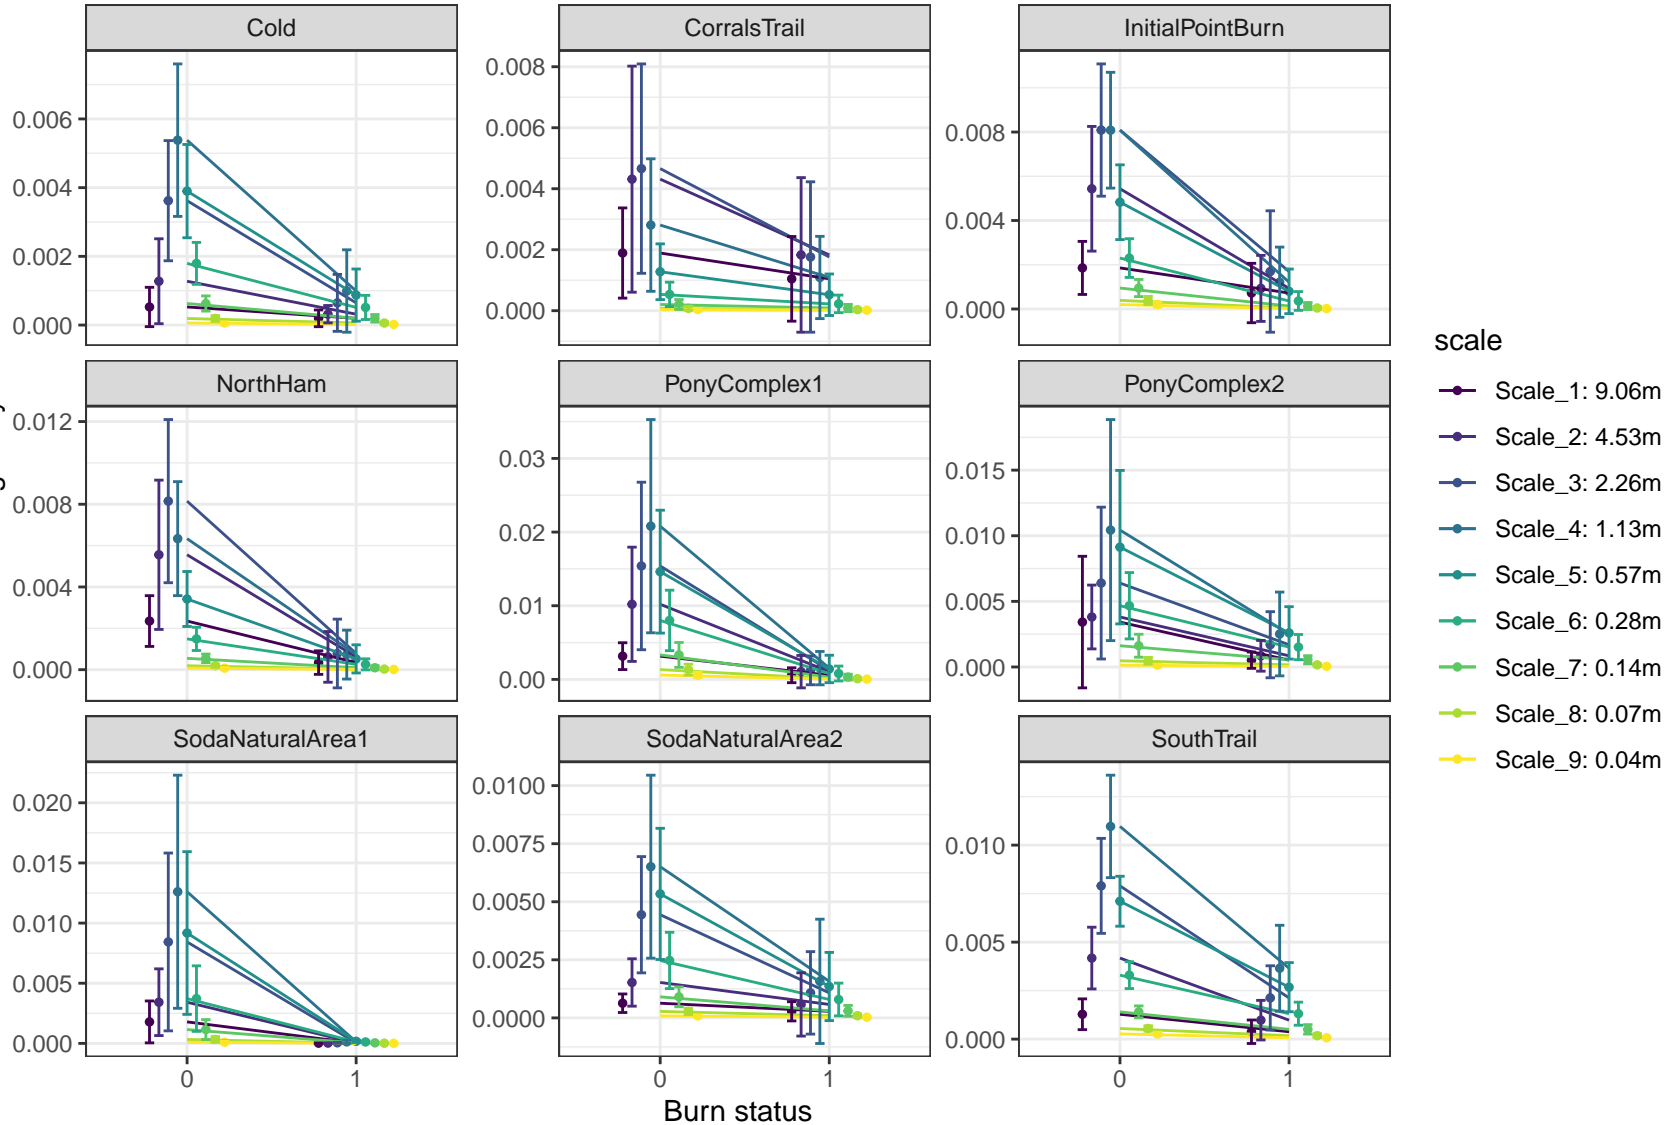 Cold
CorralsTrail
InitialPointBurn
0.006
0.004
0.002
0.000
0.008
0.006
0.004
0.002
0.000
0.008
0.004
0.000
NorthHam
PonyComplex1
PonyComplex2
0.012
0.008
0.004
0.000
0.03
0.02
0.01
0.00
0.015
0.010
0.005
0.000
SodaNaturalArea1
SodaNaturalArea2
SouthTrail
0.020
0.015
0.010
0.005
0.000
0.0100
0.0075
0.0050
0.0025
0.0000
0.010
0.005
0.000
0 1
0 1
0 1
Burn status
scale
Scale_1: 9.06m
Scale_2: 4.53m
Scale_3: 2.26m
Scale_4: 1.13m
Scale_5: 0.57m
Scale_6: 0.28m
Scale_7: 0.14m
Scale_8: 0.07m
Scale_9: 0.04m